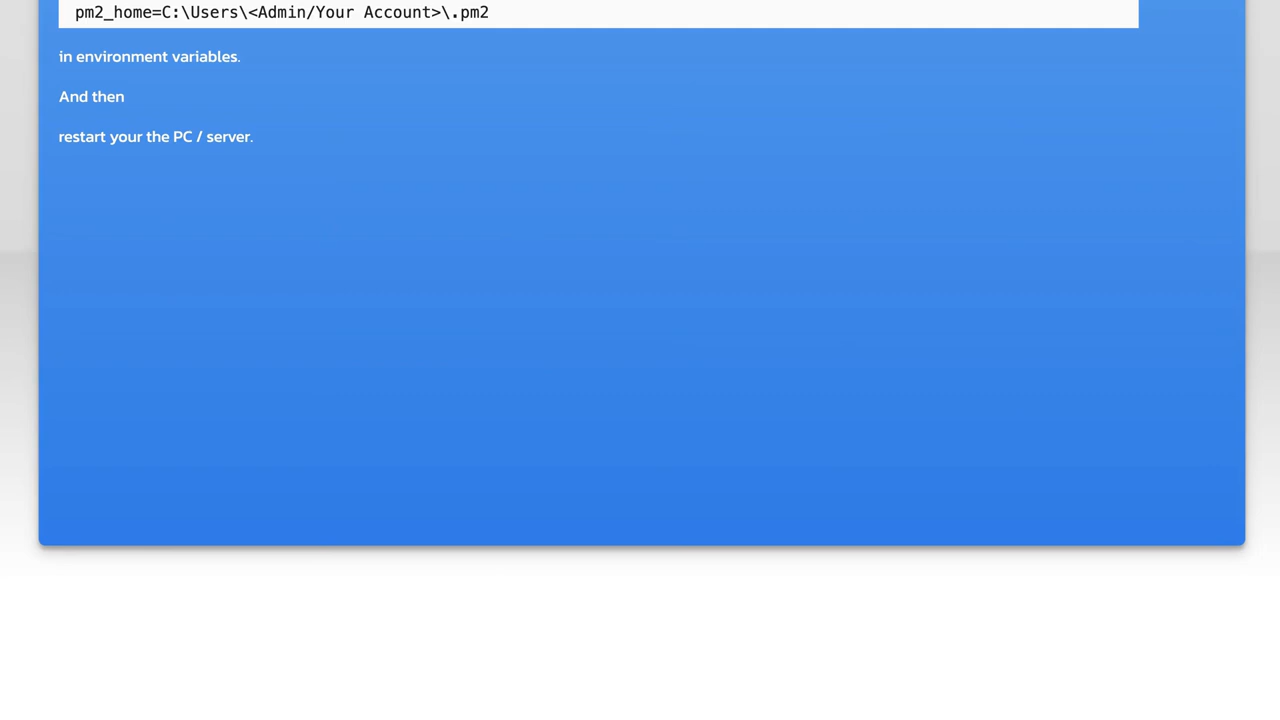 pm2_home=C:\Users\<Admin/Your Account>\.pm2
in environment variables.
And then
restart your the PC / server.